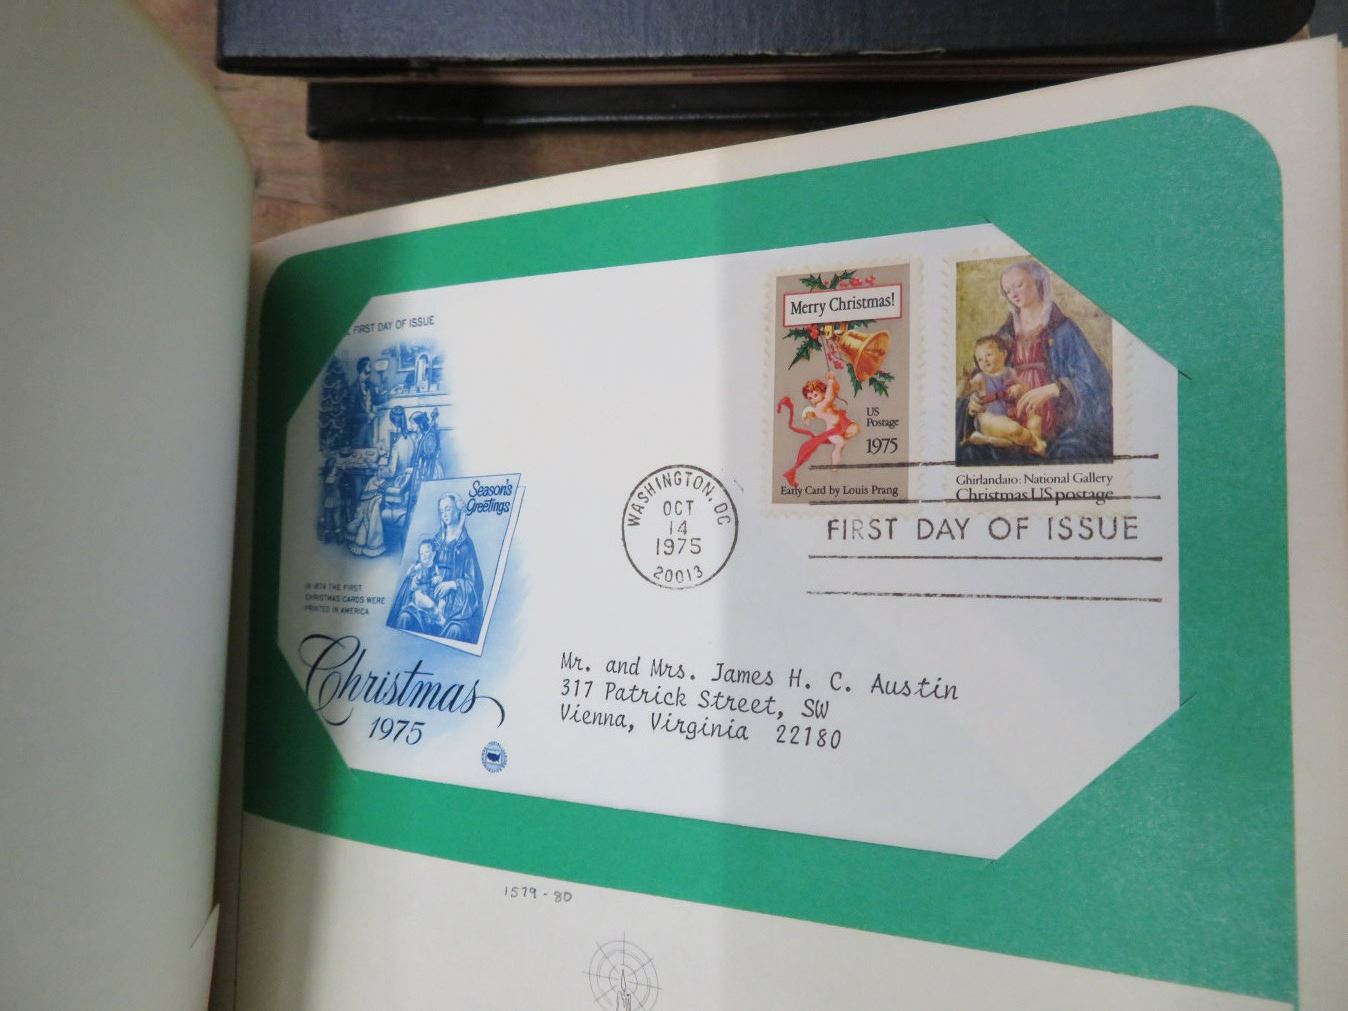 FIRST DAY OF ISSUE
Merry Christmas!
US
Postage
1975
Early Card by Louis Prang
Ghirlandaio: National Gallery
Christmas US postage
Season's
Greetings
WASHINGTON, DC
OCT
14
1975
20013
FIRST DAY OF ISSUE
THE FIRST
CHRISTMAS CARDS WERE
PRINTED IN AMERICA
Christmas
1975
Mr. and Mrs. James H. C. Austin
317 Patrick Street, SW
Vienna, Virginia 22180
1579-80